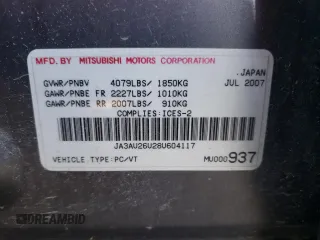 MFD. BY MITSUBISHI MOTORS CORPORATION
JAPAN
GVWR/PNBV 4079LBS/ 1850KG JUL 2007
GAWR/PNBE FR 2227LBS/ 1010KG
GAWR/PNBE RR 2007LBS/ 910KG
COMPLIES:ICES-2
JA3AU26U28U604117
VEHICLE TYPE:PC/VT MU000937
DREAMBID